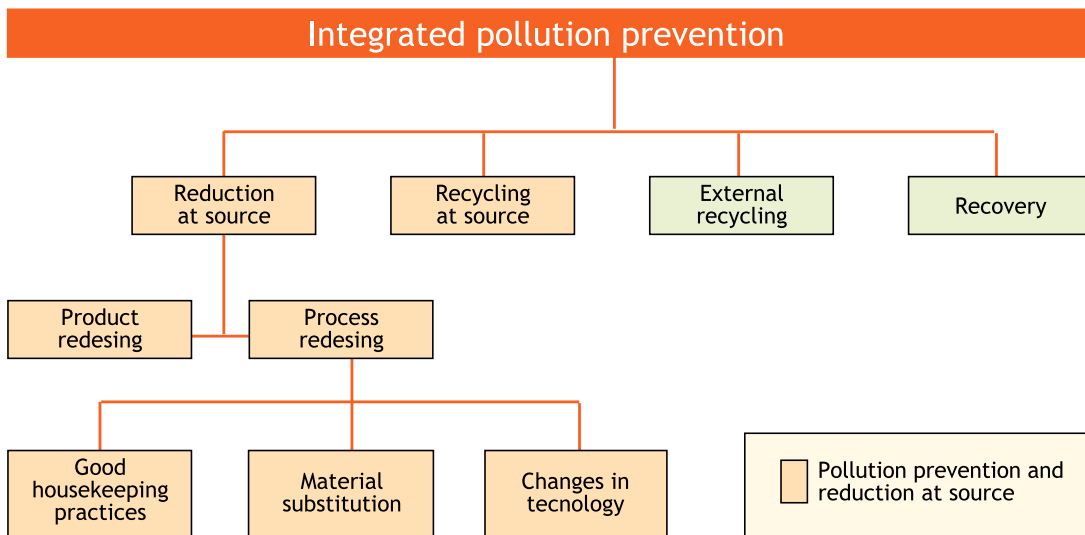 Integrated pollution prevention
Reduction
at source
Recycling
at source
External
recycling
Recovery
Product
redesing
Process
redesing
Good
housekeeping
practices
Material
substitution
Changes in
tecnology
Pollution prevention and
reduction at source